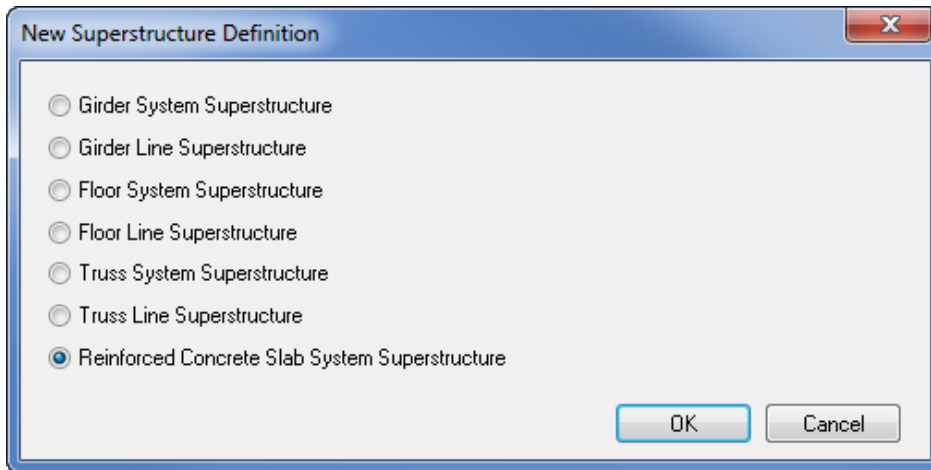 New Superstructure Definition
Girder System Superstructure
Girder Line Superstructure
Floor System Superstructure
Floor Line Superstructure
Truss System Superstructure
Truss Line Superstructure
Reinforced Concrete Slab System Superstructure
OK Cancel